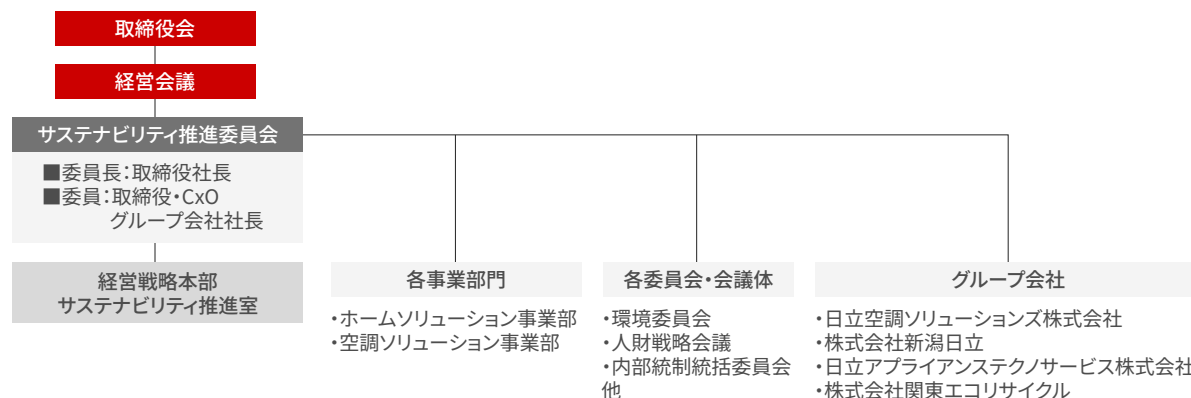 取締役会
経営会議
サステナビリティ推進委員会
■委員長：取締役社長
■委員：取締役・CxO
グループ会社社長
経営戦略本部
サステナビリティ推進室
各事業部門
・ホームソリューション事業部
・空調ソリューション事業部
各委員会・会議体
・環境委員会
・人財戦略会議
・内部統制統括委員会
他
グループ会社
・日立空調ソリューションズ株式会社
・株式会社新潟日立
・日立アプライアンステクノサービス株式会社
・株式会社関東エコリサイクル